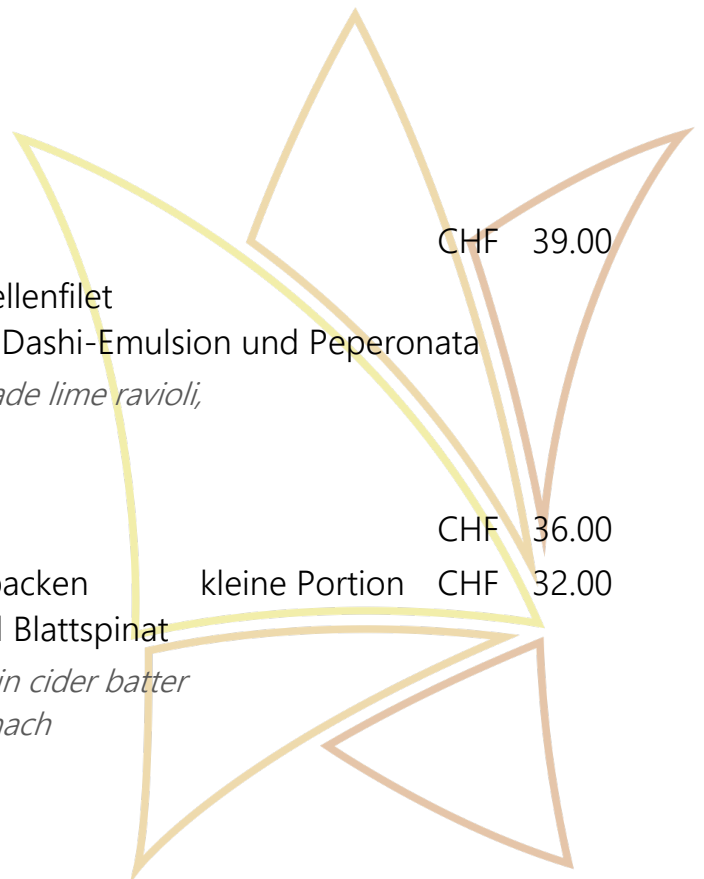 CHF 39.00
ellenfilet
Dashi-Emulsion und Peperonata
ade lime ravioli,
CHF 36.00
backen kleine Portion CHF 32.00
Blattspinat
in cider batter
nach